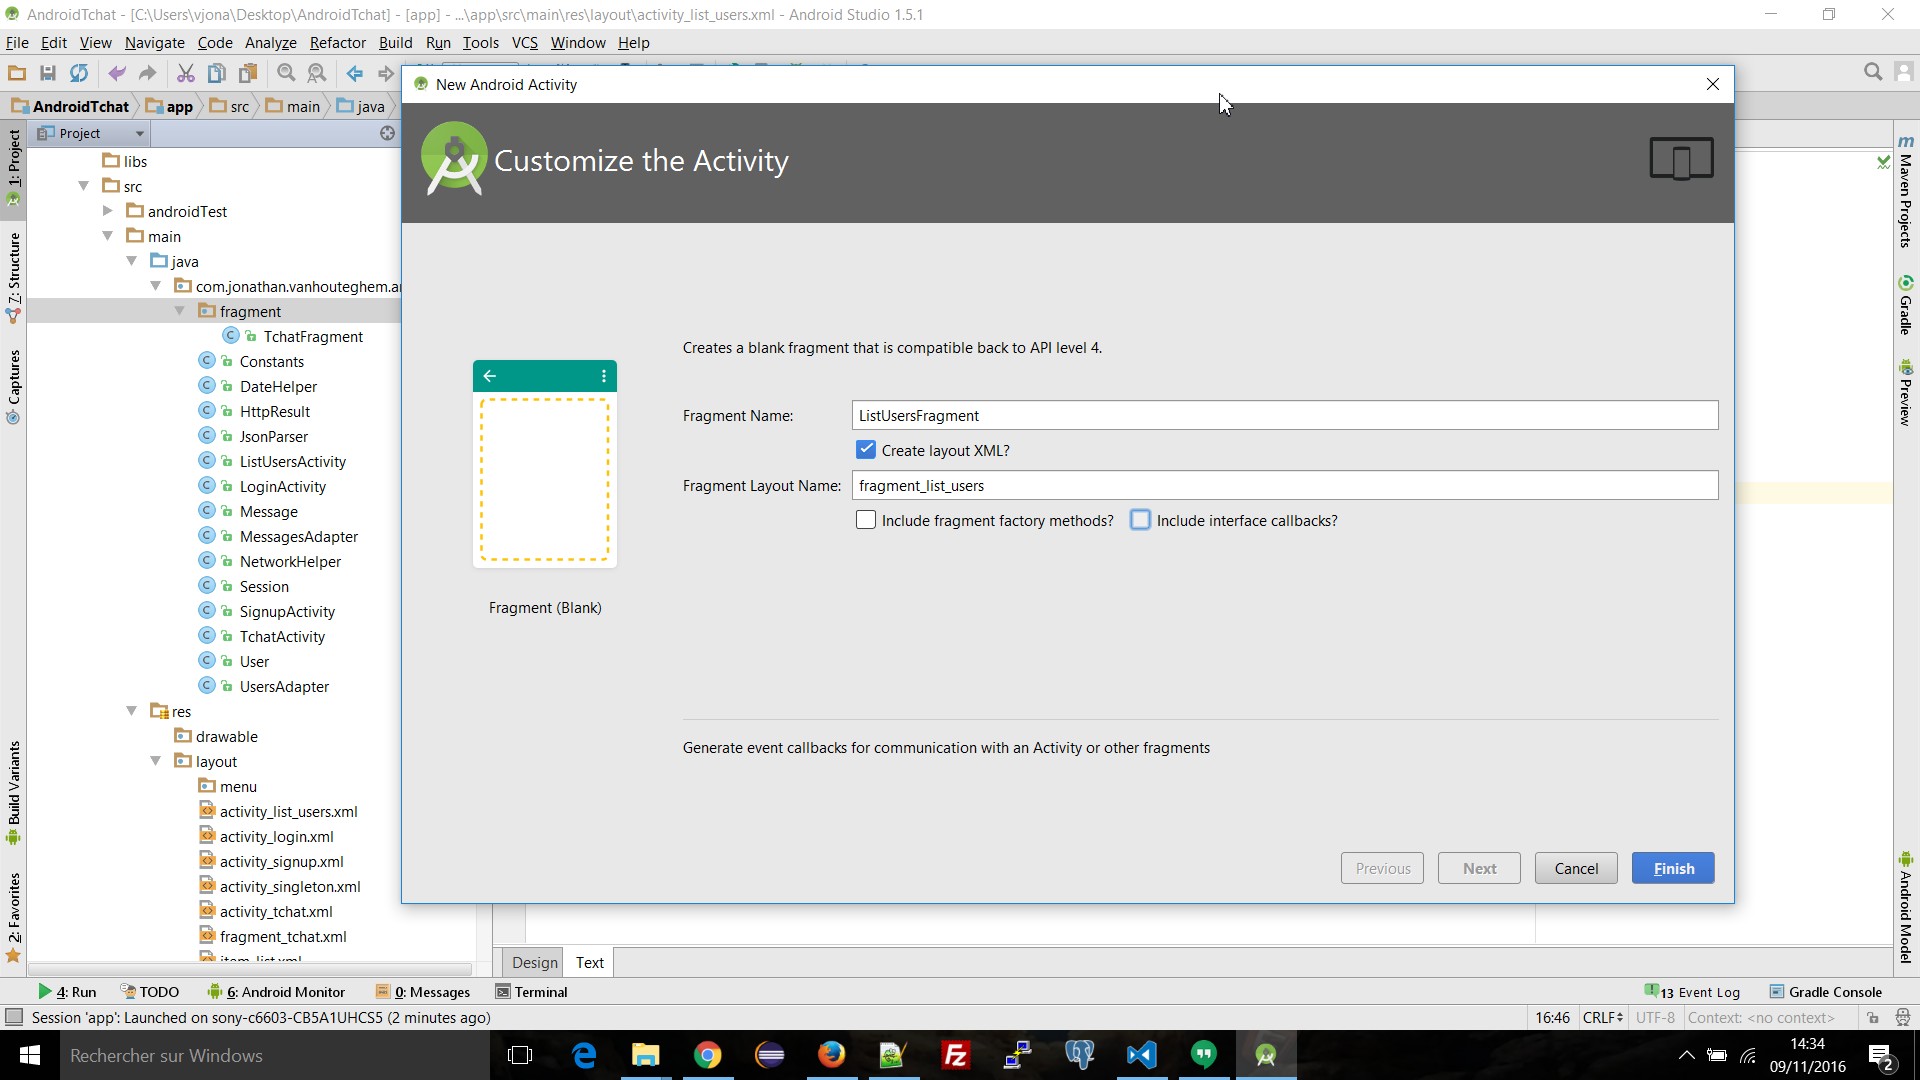 AndroidTchat - [C:\Users\vjona\Desktop\AndroidTchat] - [app] - ...\app\src\main\res\layout\activity_list_users.xml - Android Studio 1.5.1
File Edit View Navigate Code Analyze Refactor Build Run Tools VCS Window Help
AndroidTchat app src main java
Project
1: Project
7: Structure
Captures
Build Variants
2: Favorites
libs
src
androidTest
main
java
com.jonathan.vanhouteghem.a
fragment
TchatFragment
Constants
DateHelper
HttpResult
JsonParser
ListUsersActivity
LoginActivity
Message
MessagesAdapter
NetworkHelper
Session
SignupActivity
TchatActivity
User
UsersAdapter
res
drawable
layout
menu
activity_list_users.xml
activity_login.xml
activity_signup.xml
activity_singleton.xml
activity_tchat.xml
fragment_tchat.xml
item_list.xml
New Android Activity
Customize the Activity
Creates a blank fragment that is compatible back to API level 4.
Fragment Name: ListUsersFragment
Create layout XML?
Fragment Layout Name: fragment_list_users
Include fragment factory methods? Include interface callbacks?
Fragment (Blank)
Generate event callbacks for communication with an Activity or other fragments
Previous Next Cancel Finish
m Maven Projects
Gradle
Preview
Android Model
Design Text
4: Run TODO 6: Android Monitor 0: Messages Terminal
13 Event Log Gradle Console
Session 'app': Launched on sony-c6603-CB5A1UHCS5 (2 minutes ago)
16:46 CRLF UTF-8 Context: <no context>
Rechercher sur Windows
14:34
09/11/2016
2